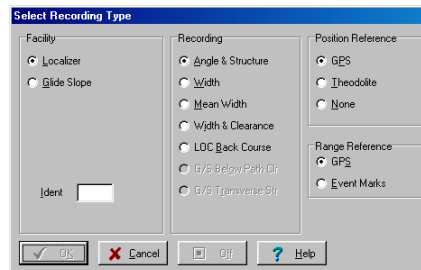 Select Recording Type
Facility
Localizer
Glide Slope
Ident
Recording
Angle & Structure
Width
Mean Width
Width & Clearance
LOC Back Course
G/S Below Path Clr
G/S Transverse Str
Position Reference
GPS
Theodolite
None
Range Reference
GPS
Event Marks
OK
Cancel
Off
Help